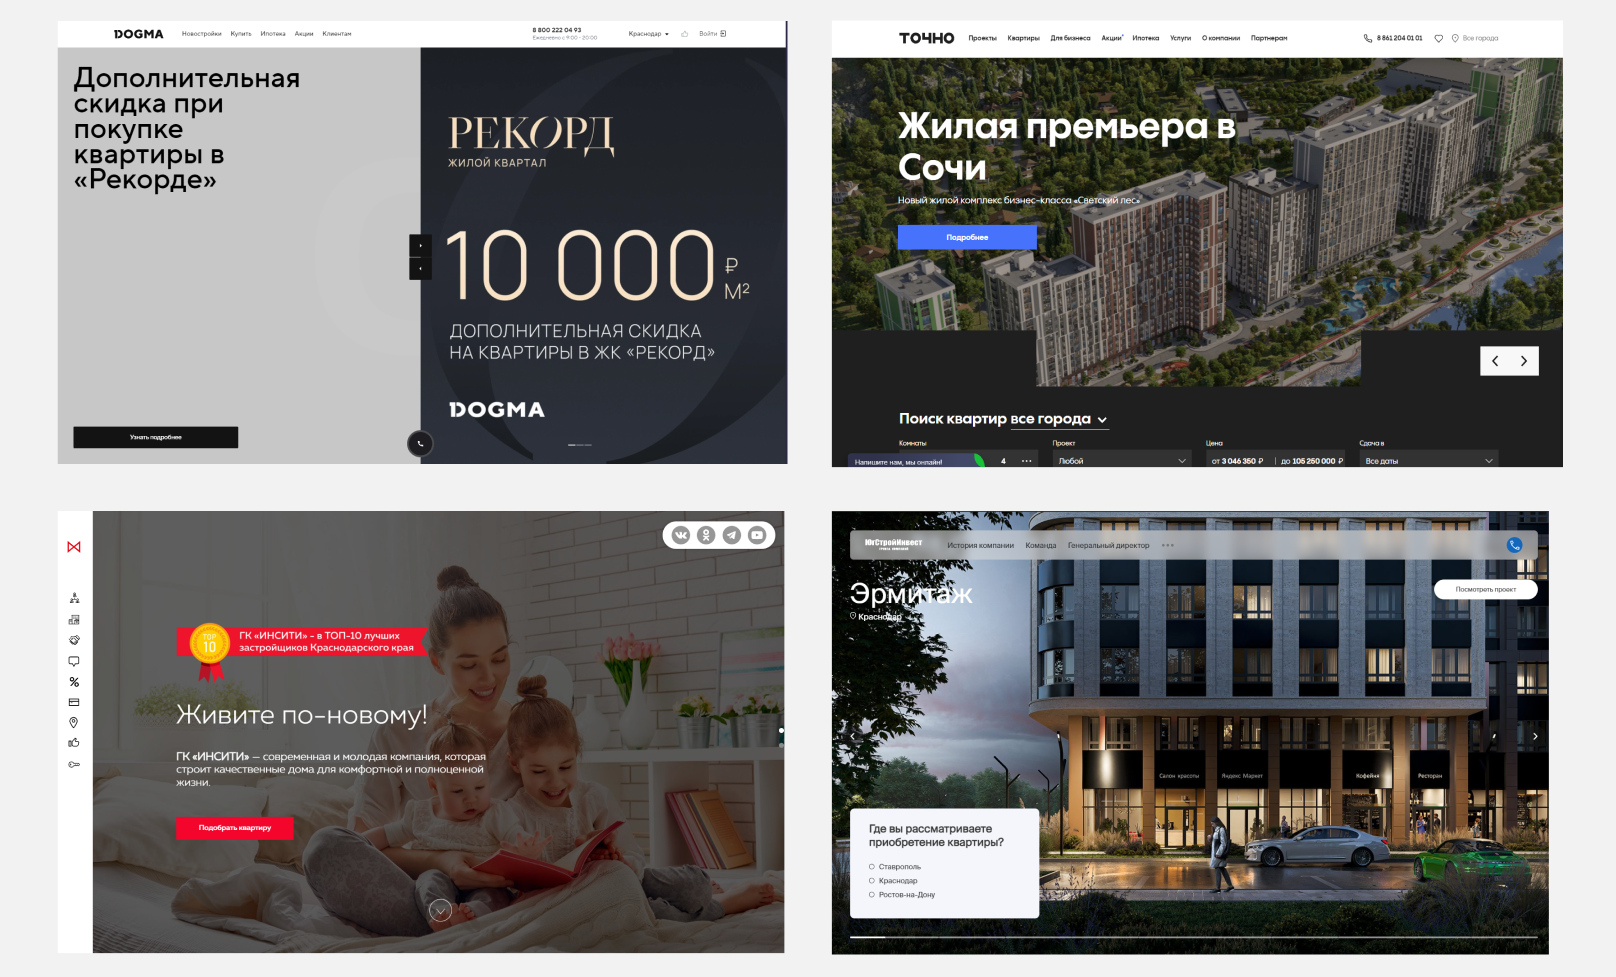 DOGMA
Новостройки Купить Ипотека Акции Клиентам
8 800 222 04 93
Ежедневно с 9:00 - 20:00
Краснодар
Войти
Дополнительная
скидка при
покупке
квартиры в
«Рекорде»
Узнать подробнее
РЕКОРД
ЖИЛОЙ КВАРТАЛ
10 000 ₽
М²
ДОПОЛНИТЕЛЬНАЯ СКИДКА
НА КВАРТИРЫ В ЖК «РЕКОРД»
DOGMA
ТОЧНО
Проекты Квартиры Для бизнеса Акции Ипотека Услуги О компании Партнерам
8 861 204 01 01
Все города
Жилая премьера в
Сочи
Новый жилой комплекс бизнес-класса «Светский лес»
Подробнее
Поиск квартир все города
Комнаты Проект Цена Сдача в
Напишите нам, мы онлайн!
4 ...
Любой
от 3 046 350 ₽ | до 105 250 000 ₽
Все даты
TOP
10
ГК «ИНСИТИ» - в ТОП-10 лучших
застройщиков Краснодарского края
Живите по-новому!
ГК «ИНСИТИ» — современная и молодая компания, которая
строит качественные дома для комфортной и полноценной
жизни.
Подобрать квартиру
ЮгСтройИнвест
ГРУППА КОМПАНИЙ
История компании Команда Генеральный директор
Эрмитаж
Краснодар
Посмотреть проект
Салон красоты Яндекс Маркет Кофейня Ресторан
Где вы рассматриваете
приобретение квартиры?
Ставрополь
Краснодар
Ростов-на-Дону